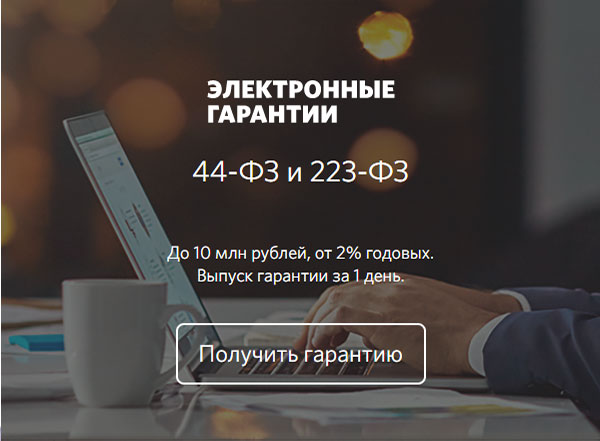 ЭЛЕКТРОННЫЕ
ГАРАНТИИ
44-ФЗ и 223-ФЗ
До 10 млн рублей, от 2% годовых.
Выпуск гарантии за 1 день.
Получить гарантию